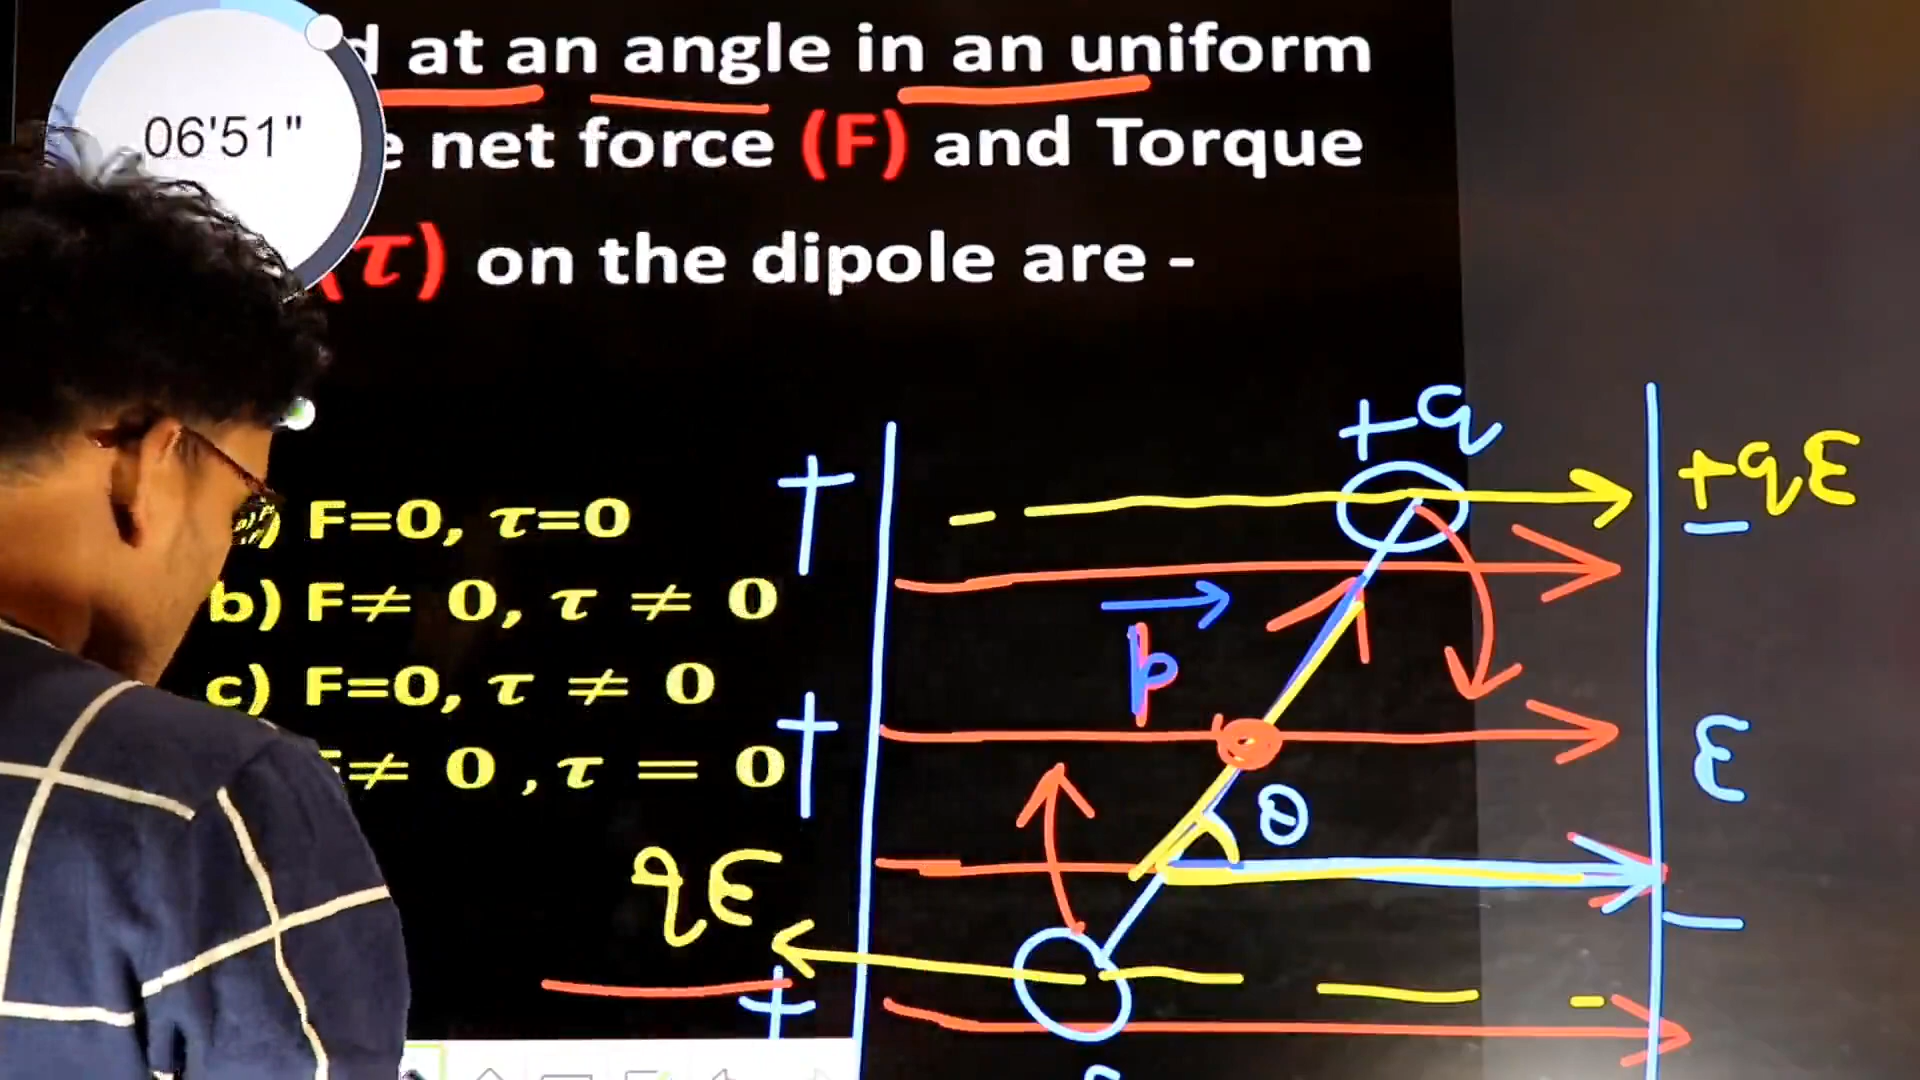 at an angle in an uniform
06'51"
net force (F) and Torque
(τ) on the dipole are -
F=0, τ=0
b) F≠ 0, τ ≠ 0
c) F=0, τ ≠ 0
≠ 0 , τ = 0
+q
+qE
+
p
+
E
θ
qE
+